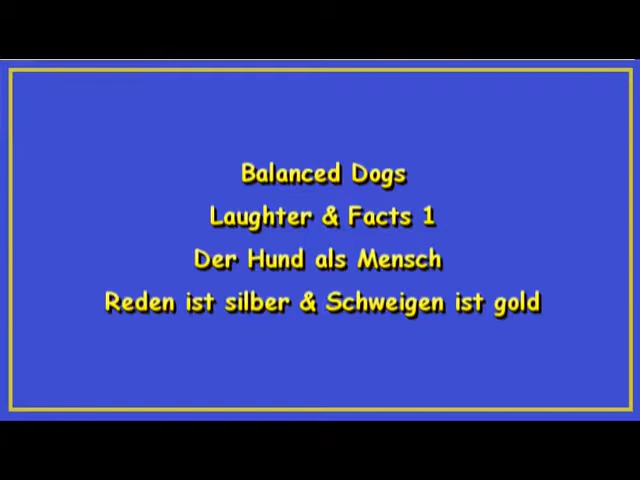 Balanced Dogs
Laughter & Facts 1
Der Hund als Mensch
Reden ist silber & Schweigen ist gold